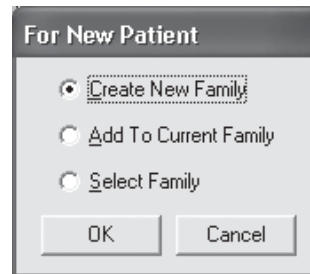 For New Patient
Create New Family
Add To Current Family
Select Family
OK Cancel